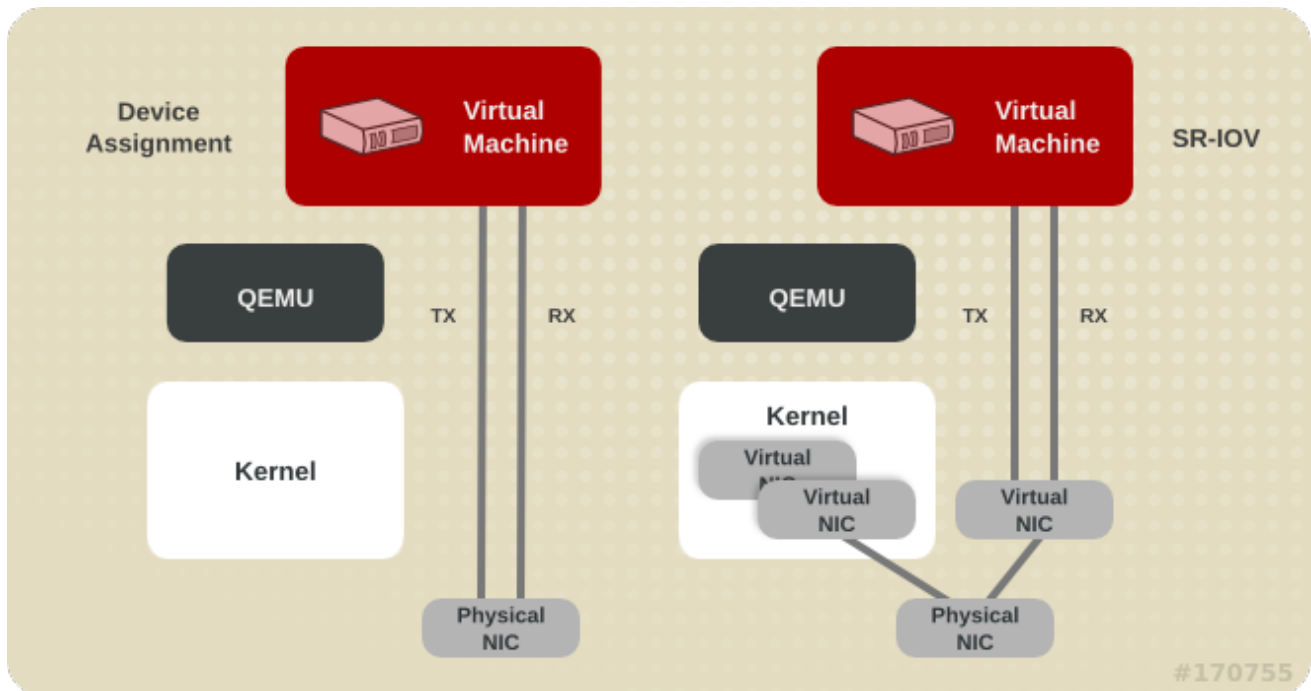 Device
Assignment
Virtual
Machine
QEMU
TX
RX
Kernel
Physical
NIC
Virtual
Machine
SR-IOV
QEMU
TX
RX
Kernel
Virtual
NIC
Virtual
NIC
Virtual
NIC
Physical
NIC
#170755